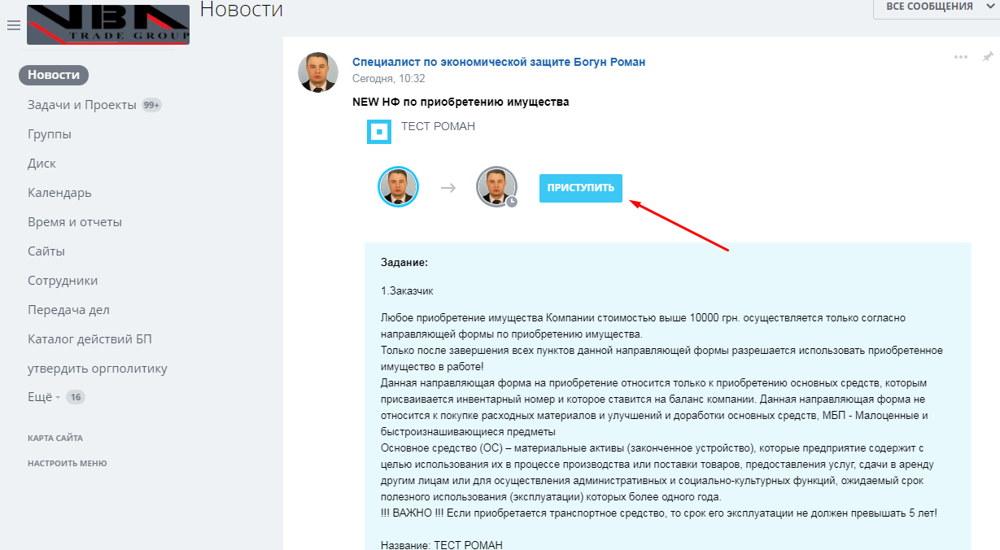 NBA
TRADE GROUP
Новости
ВСЕ СООБЩЕНИЯ
Новости
Задачи и Проекты 99+
Группы
Диск
Календарь
Время и отчеты
Сайты
Сотрудники
Передача дел
Каталог действий БП
утвердить оргполитику
Ещё 16
КАРТА САЙТА
НАСТРОИТЬ МЕНЮ
Специалист по экономической защите Богун Роман
Сегодня, 10:32
NEW НФ по приобретению имущества
ТЕСТ РОМАН
ПРИСТУПИТЬ
Задание:
1.Заказчик
Любое приобретение имущества Компании стоимостью выше 10000 грн. осуществляется только согласно
направляющей формы по приобретению имущества.
Только после завершения всех пунктов данной направляющей формы разрешается использовать приобретенное
имущество в работе!
Данная направляющая форма на приобретение относится только к приобретению основных средств, которым
присваивается инвентарный номер и которое ставится на баланс компании. Данная направляющая форма не
относится к покупке расходных материалов и улучшений и доработки основных средств, МБП - Малоценные и
быстроизнашивающиеся предметы
Основное средство (ОС) – материальные активы (законченное устройство), которые предприятие содержит с
целью использования их в процессе производства или поставки товаров, предоставления услуг, сдачи в аренду
другим лицам или для осуществления административных и социально-культурных функций, ожидаемый срок
полезного использования (эксплуатации) которых более одного года.
!!! ВАЖНО !!! Если приобретается транспортное средство, то срок его эксплуатации не должен превышать 5 лет!
Название: ТЕСТ РОМАН